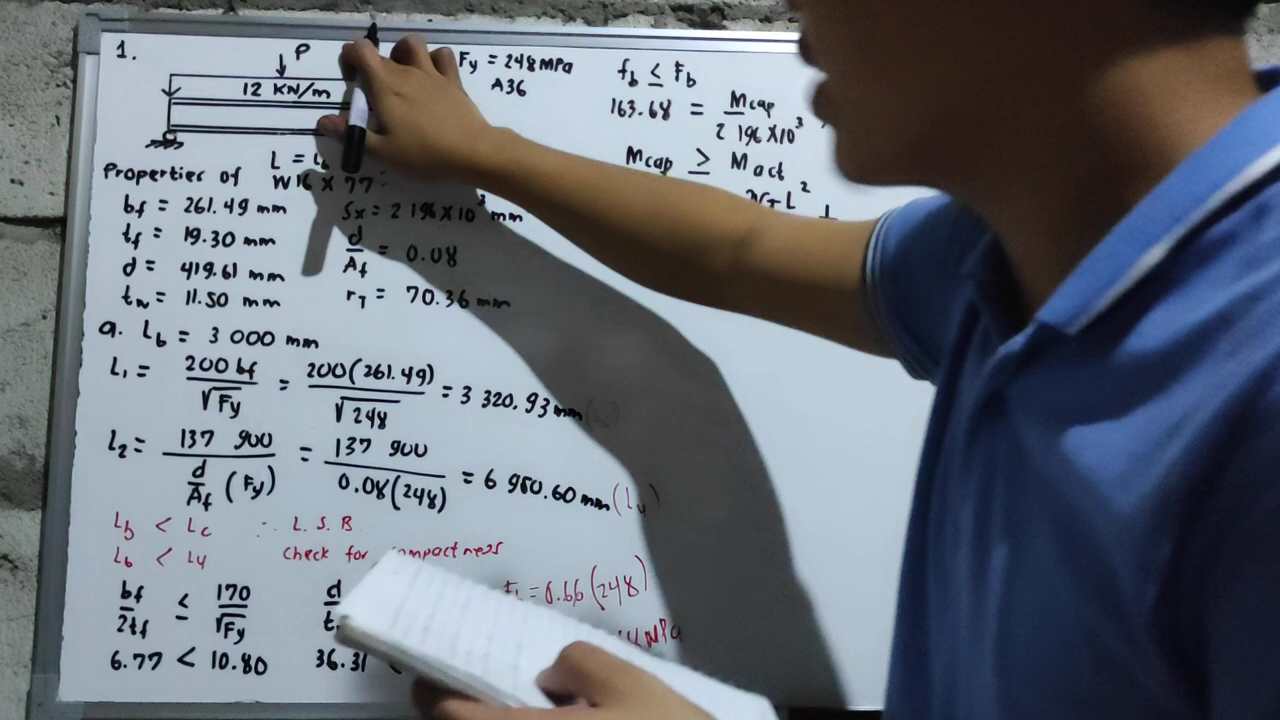 1.
P
12 KN/m
L =
Fy = 248 MPa
A36
Properties of W16 x 77:
bf = 261.49 mm
tf = 19.30 mm
d = 419.61 mm
tw = 11.50 mm
Sx = 2 196 x 10³ mm
d/Af = 0.08
rT = 70.36 mm
a. Lb = 3 000 mm
L1 = 200 bf / √Fy = 200(261.49) / √248 = 3 320.93 mm
L2 = 137 900 / (d/Af (Fy)) = 137 900 / 0.08(248) = 6 950.60 mm (Lu)
Lb < Lc ∴ L.S.B
Lb < Lu Check for compactness
bf/2tf ≤ 170/√Fy
6.77 < 10.80
d
36.31
= 0.66(248)
MPa
fb ≤ Fb
163.68 = Mcap / 2 196 x 10³
Mcap ≥ Mact
L²